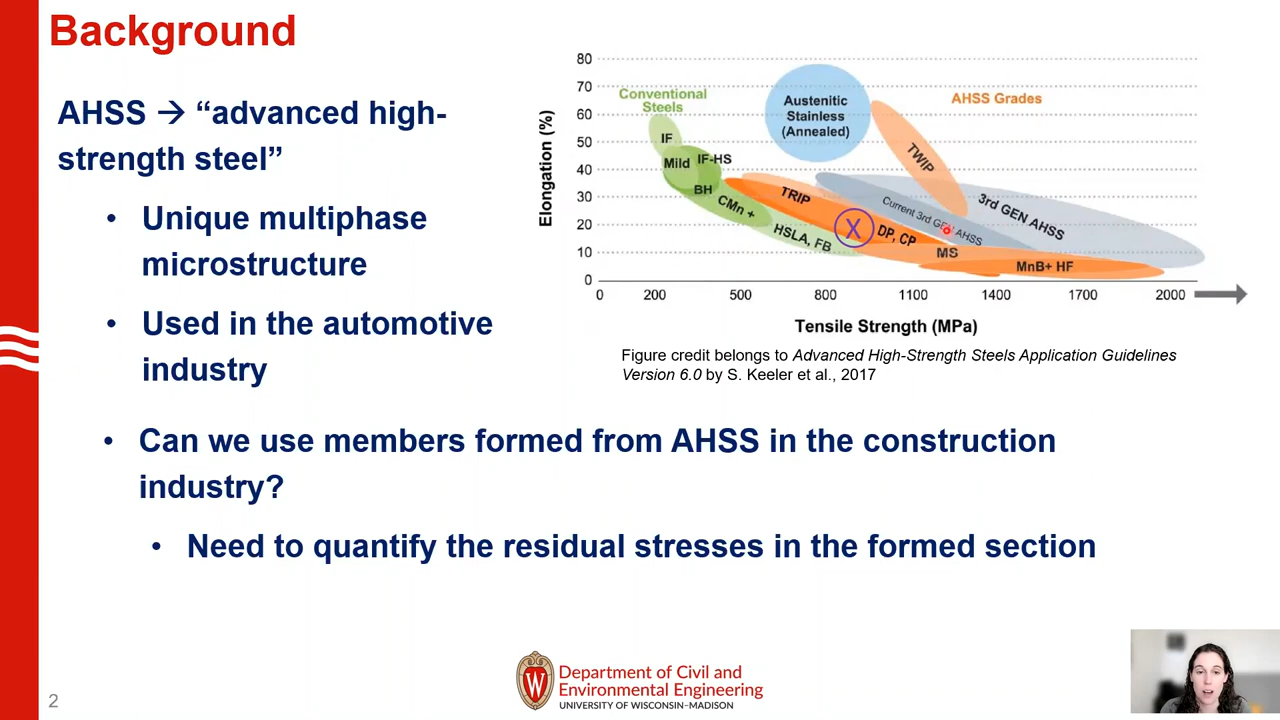 Background
AHSS → “advanced high-
strength steel”
• Unique multiphase
microstructure
• Used in the automotive
industry
• Can we use members formed from AHSS in the construction
industry?
• Need to quantify the residual stresses in the formed section
Elongation (%)
80
70
60
50
40
30
20
10
0
Conventional
Steels
IF
Mild
IF-HS
BH
CMn +
HSLA, FB
Austenitic
Stainless
(Annealed)
AHSS Grades
TWIP
TRIP
X
DP, CP
Current 3rd GEN AHSS
3rd GEN AHSS
MS
MnB+ HF
0 200 500 800 1100 1400 1700 2000
Tensile Strength (MPa)
Figure credit belongs to Advanced High-Strength Steels Application Guidelines
Version 6.0 by S. Keeler et al., 2017
2
W
Department of Civil and
Environmental Engineering
UNIVERSITY OF WISCONSIN–MADISON